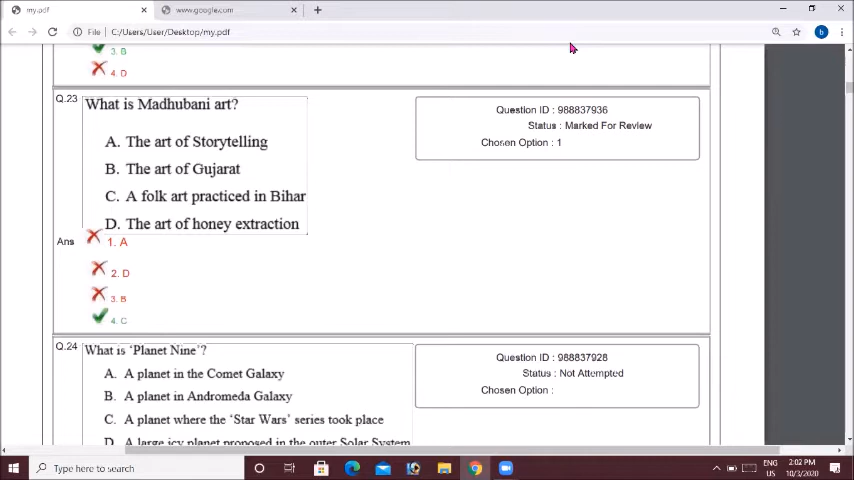 my.pdf
www.google.com
File C:/Users/User/Desktop/my.pdf
3. B
4. D
Q.23 What is Madhubani art?
A. The art of Storytelling
B. The art of Gujarat
C. A folk art practiced in Bihar
D. The art of honey extraction
Question ID : 988837936
Status : Marked For Review
Chosen Option : 1
Ans 1. A
2. D
3. B
4. C
Q.24 What is ‘Planet Nine’?
A. A planet in the Comet Galaxy
B. A planet in Andromeda Galaxy
C. A planet where the ‘Star Wars’ series took place
D. A large icy planet proposed in the outer Solar System
Question ID : 988837928
Status : Not Attempted
Chosen Option :
Type here to search
ENG
US
2:02 PM
10/3/2020
b